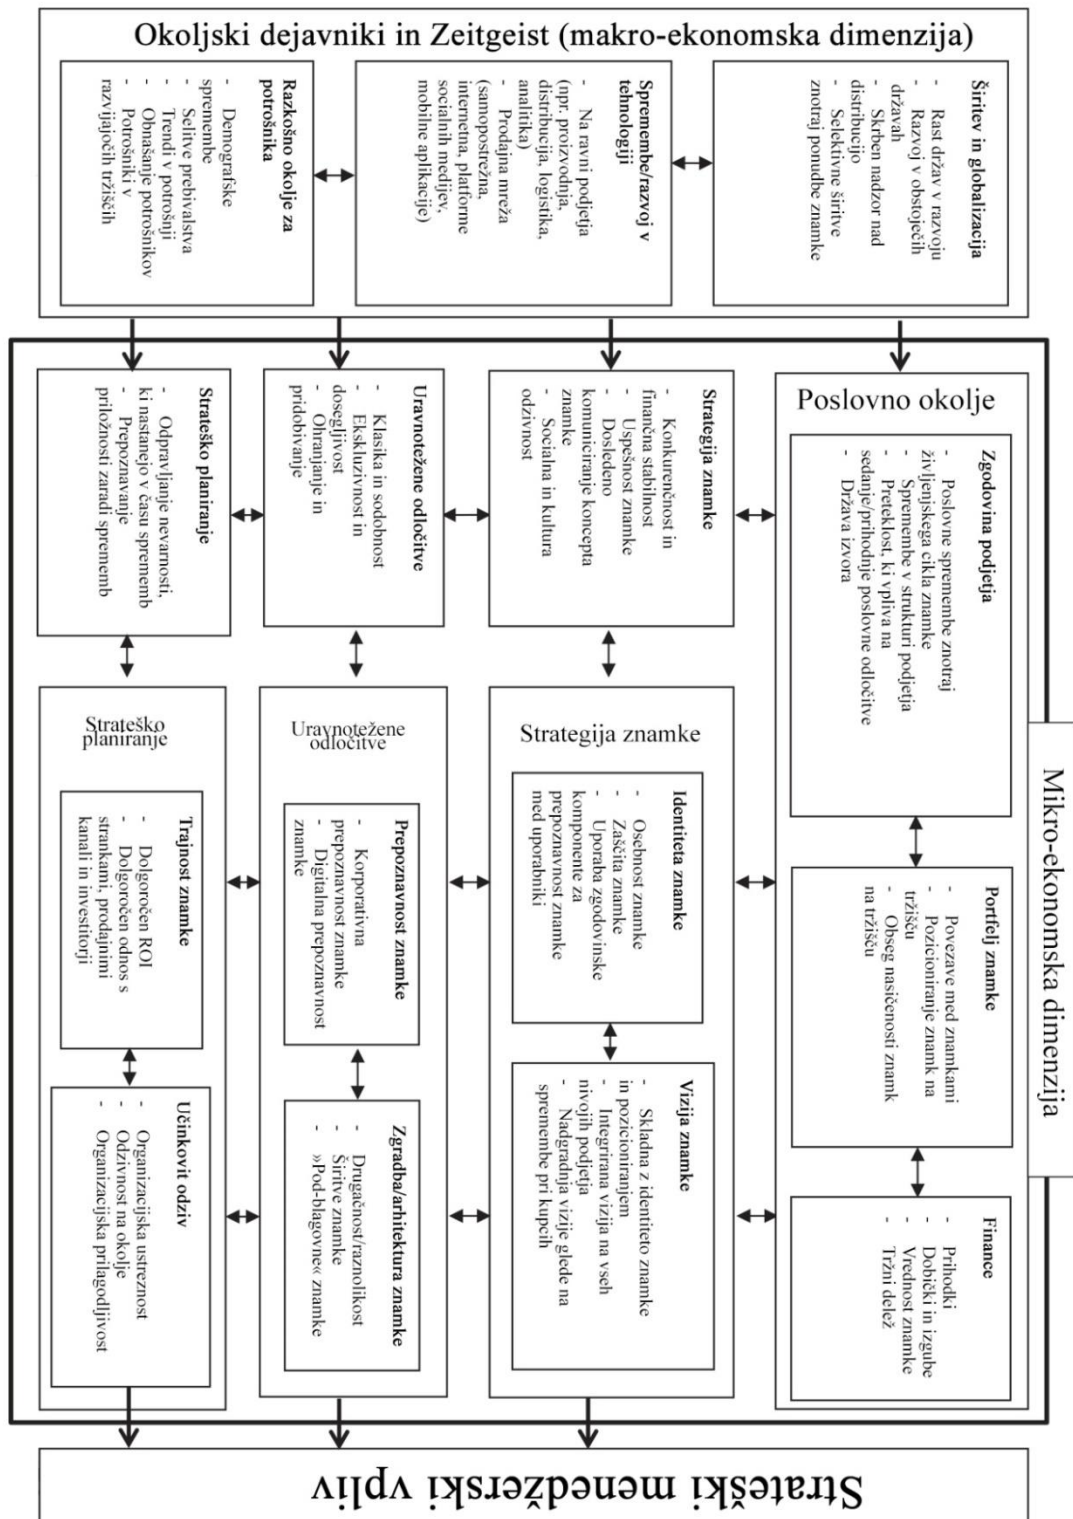 Okoljski dejavniki in Zeitgeist (makro-ekonomska dimenzija)
Razkošno okolje za
potrošnika
- Demografske
spremembe
- Selitve prebivalstva
- Trendi v potrošnji
- Obnašanje potrošnikov
- Potrošniki v
razvijajočih tržiščih
Spremembe/razvoj v
tehnologiji
- Na ravni podjetja
(npr. proizvodnja,
distribucija, logistika,
analitika)
- Prodajna mreža
(samopostrežna,
internetna, platforme
socialnih medijev,
mobilne aplikacije)
Širitev in globalizacija
- Rast držav v razvoju
- Razvoj v obstoječih
državah
- Skrben nadzor nad
distribucijo
- Selektivne širitve
znotraj ponudbe znamke
Mikro-ekonomska dimenzija
Poslovno okolje
Zgodovina podjetja
- Poslovne spremembe znotraj
življenjskega cikla znamke
- Spremembe v strukturi podjetja
- Preteklost, ki vpliva na
sedanje/prihodnje poslovne odločitve
- Država izvora
Portfelj znamke
- Povezave med znamkami
- Pozicioniranje znamk na
tržišču
- Obseg nasičenosti znamk
na tržišču
Finance
- Prihodki
- Dobički in izgube
- Vrednost znamke
- Tržni delež
Strategija znamke
- Konkurenčnost in
finančna stabilnost
- Uspešnost znamke
- Dosledeno
komuniciranje koncepta
znamke
- Socialna in kultura
odzivnost
Strategija znamke
Identiteta znamke
- Osebnost znamke
- Zaščita znamke
- Uporaba zgodovinske
komponente za
prepoznavnost znamke
med uporabniki
Vizija znamke
- Skladna z identiteto znamke
in pozicioniranjem
- Integrirana vizija na vseh
nivojih podjetja
- Nadgradnja vizije glede na
spremembe pri kupcih
Uravnotežene odločitve
- Klasika in sodobnost
- Ekskluzivnost in
dosegljivost
- Ohranjanje in
pridobivanje
Uravnotežene
odločitve
Prepoznavnost znamke
- Korporativna
prepoznavnost znamke
- Digitalna prepoznavnost
znamke
Zgradba/arhitektura znamke
- Drugačnost/raznolikost
- Širitve znamke
- »Pod-blagovne« znamke
Strateško planiranje
- Odpravljanje nevarnosti,
ki nastanejo v času sprememb
- Prepoznavanje
priložnosti zaradi sprememb
Strateško
planiranje
Trajnost znamke
- Dolgoročen ROI
- Dolgoročen odnos s
strankami, prodajnimi
kanali in investitorji
Učinkovit odziv
- Organizacijska ustreznost
- Odzivnost na okolje
- Organizacijska prilagodljivost
Strateški menedžerski vpliv